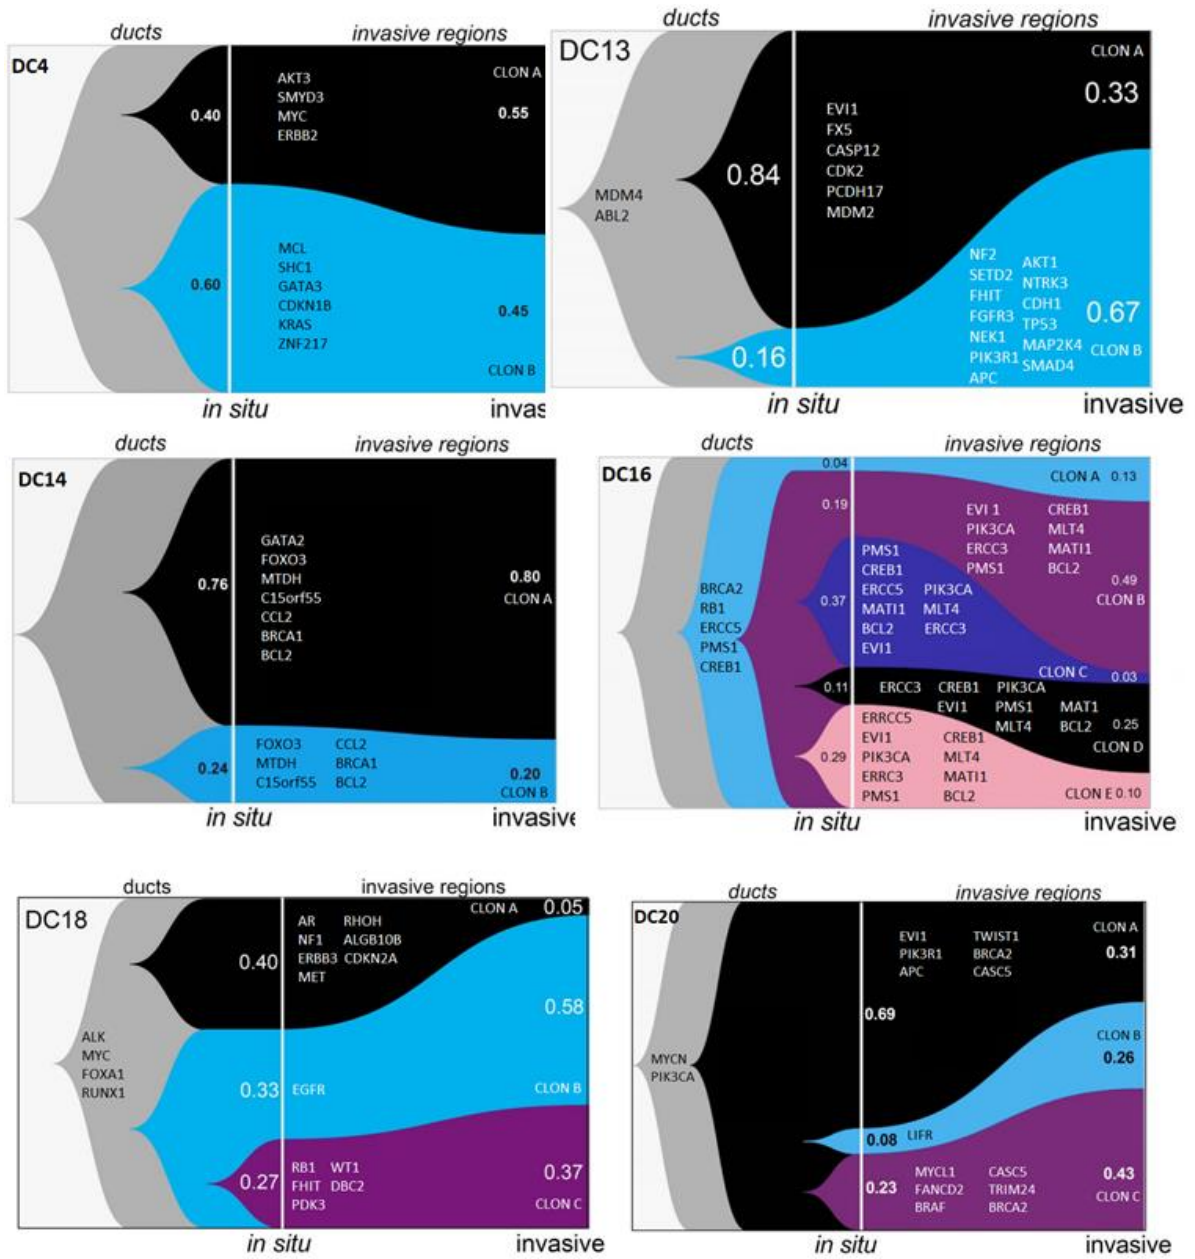 ducts
invasive regions
DC4
CLON A
AKT3
SMYD3
MYC
ERBB2
0.40
0.55
MCL
SHC1
GATA3
CDKN1B
KRAS
ZNF217
0.60
0.45
CLON B
in situ
invas
ducts
invasive regions
DC13
CLON A
0.33
EVI1
FX5
CASP12
CDK2
PCDH17
MDM2
0.84
MDM4
ABL2
NF2
SETD2
FHIT
FGFR3
NEK1
PIK3R1
APC
AKT1
NTRK3
CDH1
TP53
MAP2K4
SMAD4
0.67
CLON B
0.16
in situ
invasive
ducts
invasive regions
DC14
GATA2
FOXO3
MTDH
C15orf55
CCL2
BRCA1
BCL2
0.76
0.80
CLON A
FOXO3 CCL2
MTDH BRCA1
C15orf55 BCL2
0.24
0.20
CLON B
in situ
invasive
ducts
invasive regions
DC16
0.04
CLON A 0.13
0.19
EVI 1 CREB1
PIK3CA MLT4
ERCC3 MATI1
PMS1 BCL2
0.49
CLON B
BRCA2
RB1
ERCC5
PMS1
CREB1
0.37
PMS1
CREB1
ERCC5 PIK3CA
MATI1 MLT4
BCL2 ERCC3
EVI1
CLON C 0.03
0.11
ERCC3 CREB1 PIK3CA
EVI1 PMS1 MAT1
MLT4 BCL2
0.25
CLON D
0.29
ERRCC5
EVI1 CREB1
PIK3CA MLT4
ERRC3 MATI1
PMS1 BCL2
CLON E 0.10
in situ
invasive
ducts
invasive regions
DC18
CLON A 0.05
AR RHOH
NF1 ALGB10B
ERBB3 CDKN2A
MET
0.40
0.58
ALK
MYC
FOXA1
RUNX1
0.33
EGFR
CLON B
RB1 WT1
FHIT DBC2
PDK3
0.27
0.37
CLON C
in situ
invasive
ducts
invasive regions
DC20
CLON A
0.31
EVI1 TWIST1
PIK3R1 BRCA2
APC CASC5
0.69
MYCN
PIK3CA
CLON B
0.26
0.08
LIFR
0.23
MYCL1 CASC5
FANCD2 TRIM24
BRAF BRCA2
0.43
CLON C
in situ
invasive